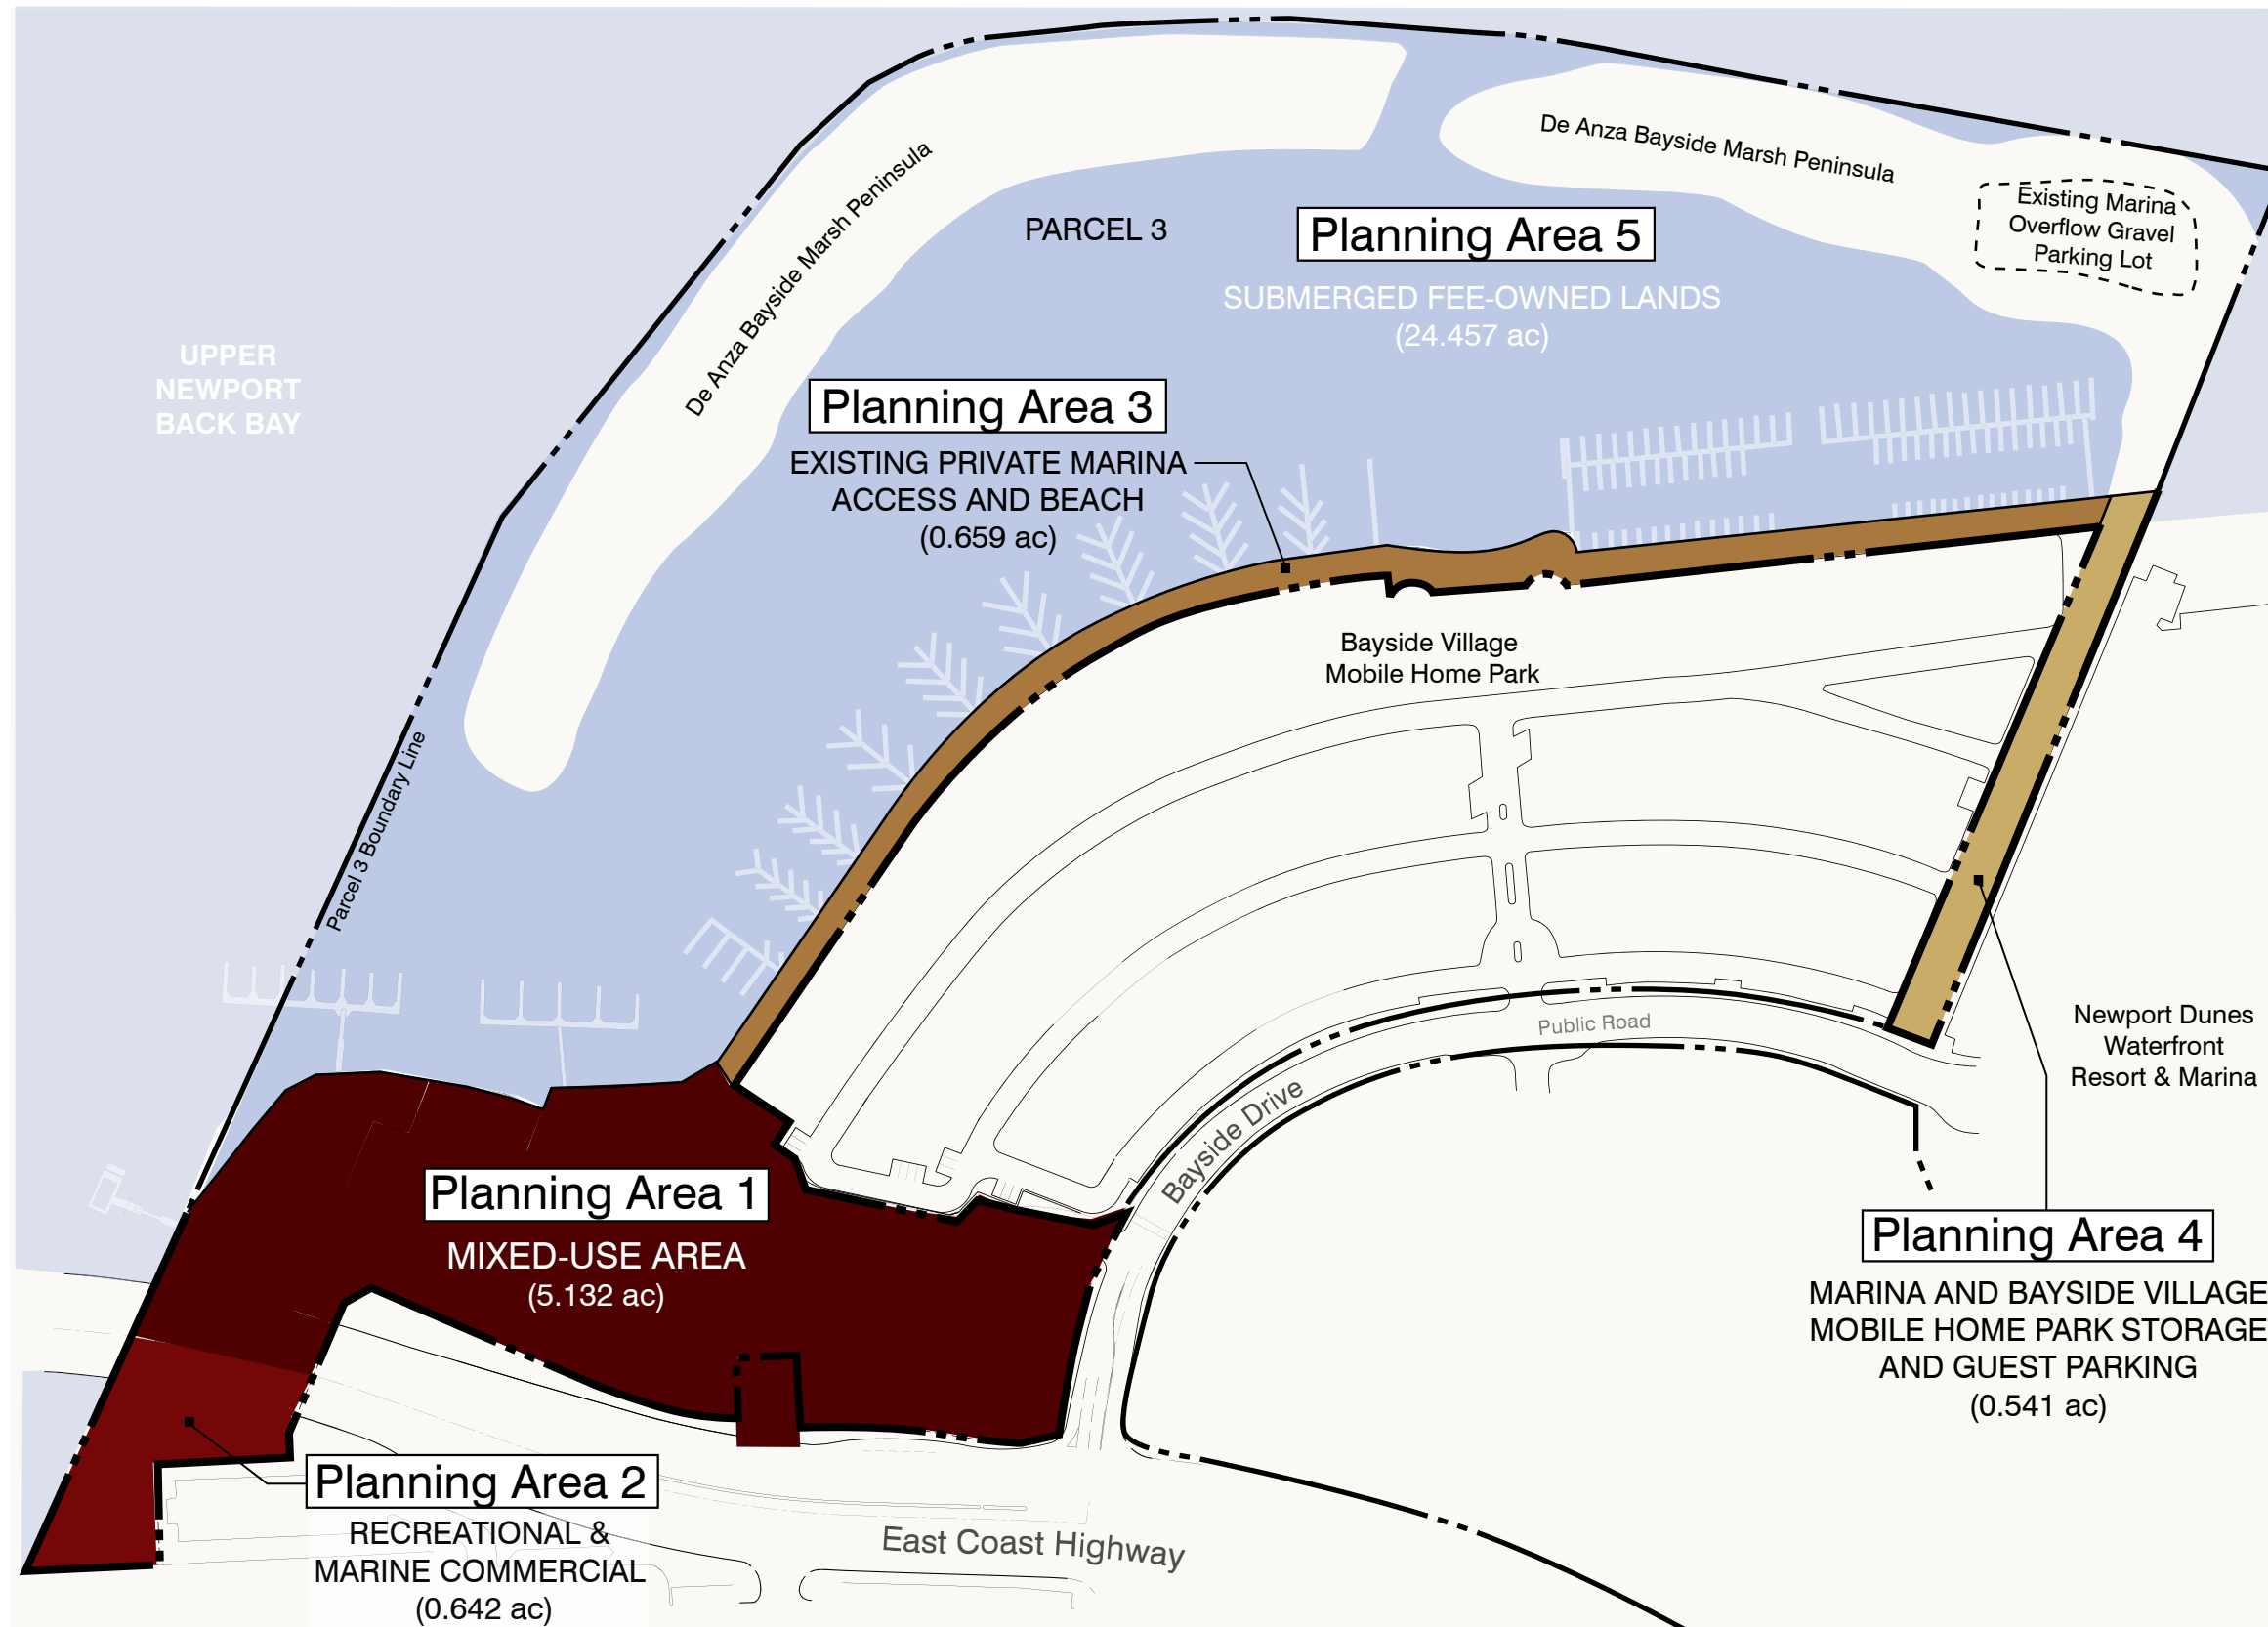 De Anza Bayside Marsh Peninsula
De Anza Bayside Marsh Peninsula
Existing Marina
Overflow Gravel
Parking Lot
PARCEL 3
Planning Area 5
SUBMERGED FEE-OWNED LANDS
(24.457 ac)
UPPER
NEWPORT
BACK BAY
Planning Area 3
EXISTING PRIVATE MARINA
ACCESS AND BEACH
(0.659 ac)
Bayside Village
Mobile Home Park
Parcel 3 Boundary Line
Public Road
Bayside Drive
Newport Dunes
Waterfront
Resort & Marina
Planning Area 1
MIXED-USE AREA
(5.132 ac)
Planning Area 4
MARINA AND BAYSIDE VILLAGE
MOBILE HOME PARK STORAGE
AND GUEST PARKING
(0.541 ac)
Planning Area 2
RECREATIONAL &
MARINE COMMERCIAL
(0.642 ac)
East Coast Highway